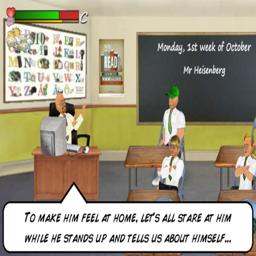 C
READ
Monday, 1st week of October
Mr Heisenberg
TO MAKE HIM FEEL AT HOME, LET'S ALL STARE AT HIM
WHILE HE STANDS UP AND TELLS US ABOUT HIMSELF...